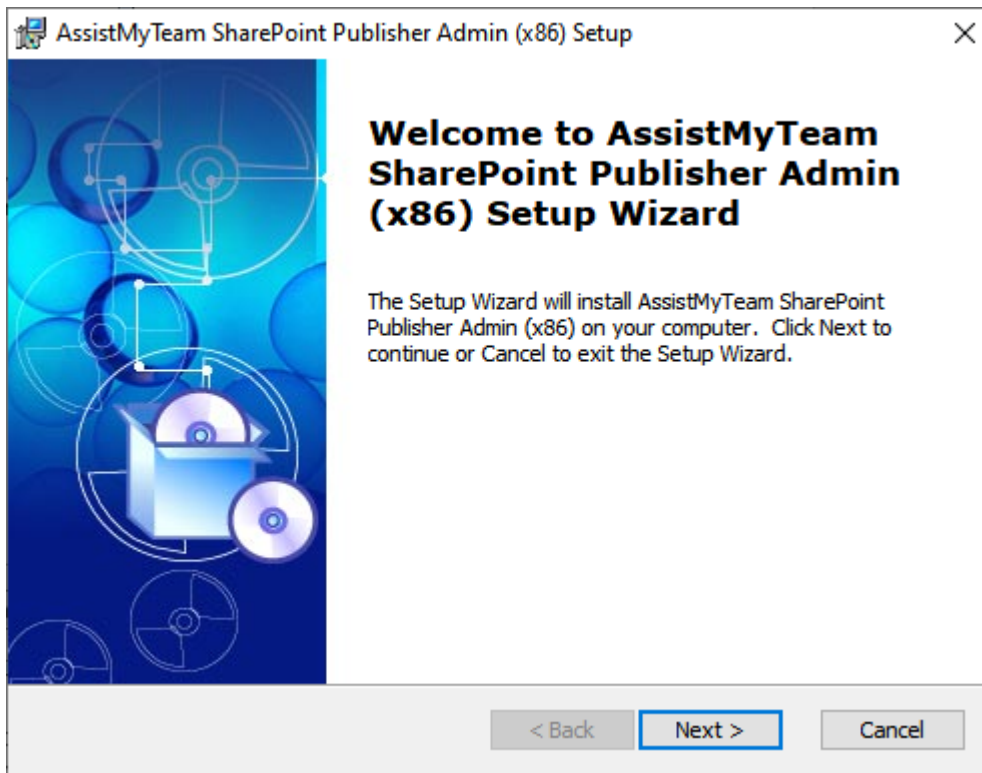 AssistMyTeam SharePoint Publisher Admin (x86) Setup
Welcome to AssistMyTeam
SharePoint Publisher Admin
(x86) Setup Wizard
The Setup Wizard will install AssistMyTeam SharePoint
Publisher Admin (x86) on your computer. Click Next to
continue or Cancel to exit the Setup Wizard.
< Back
Next >
Cancel